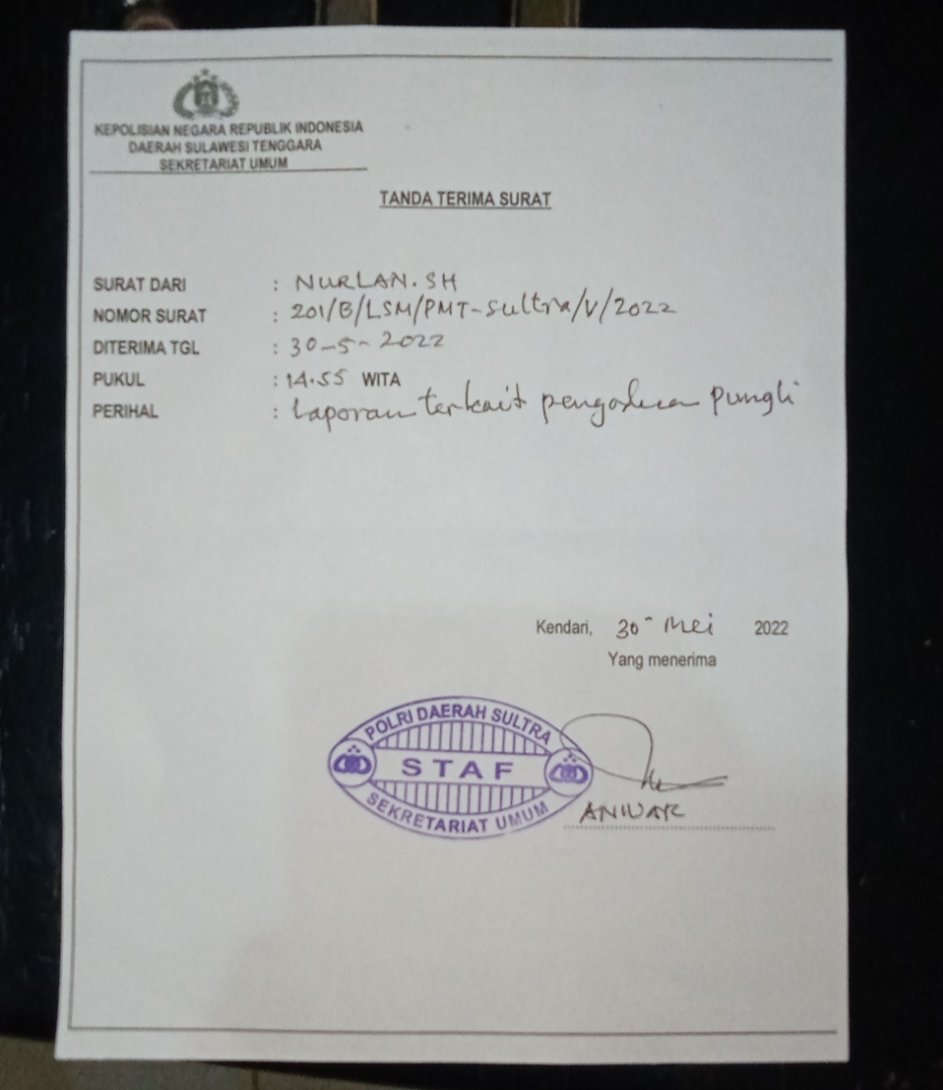 KEPOLISIAN NEGARA REPUBLIK INDONESIA
DAERAH SULAWESI TENGGARA
SEKRETARIAT UMUM
TANDA TERIMA SURAT
SURAT DARI : NURLAN.SH
NOMOR SURAT : 201/B/LSM/PMT-Sultra/V/2022
DITERIMA TGL : 30-5-2022
PUKUL : 14.55 WITA
PERIHAL : Laporan terkait pungli
Kendari, 30 - Mei 2022
Yang menerima
POLRI DAERAH SULTRA
STAF
SEKRETARIAT UMUM
ANWAR